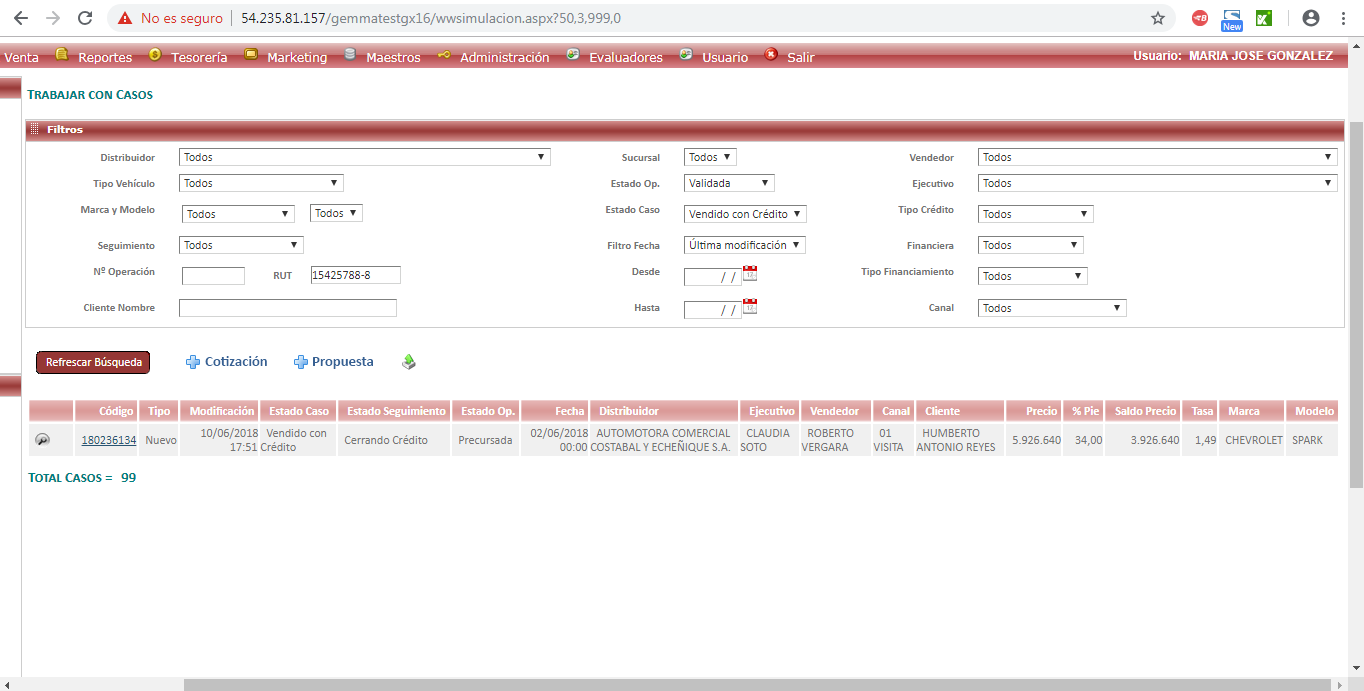 No es seguro | 54.235.81.157/gemmatestgx16/wwsimulacion.aspx?50,3,999,0
New
Venta Reportes Tesorería Marketing Maestros Administración Evaluadores Usuario Salir Usuario: MARIA JOSE GONZALEZ
TRABAJAR CON CASOS
Filtros
Distribuidor Todos Sucursal Todos Vendedor Todos
Tipo Vehículo Todos Estado Op. Validada Ejecutivo Todos
Marca y Modelo Todos Todos Estado Caso Vendido con Crédito Tipo Crédito Todos
Seguimiento Todos Filtro Fecha Última modificación Financiera Todos
Nº Operación RUT 15425788-8 Desde / / Tipo Financiamiento Todos
Cliente Nombre Hasta / / Canal Todos
Refrescar Búsqueda Cotización Propuesta
Código Tipo Modificación Estado Caso Estado Seguimiento Estado Op. Fecha Distribuidor Ejecutivo Vendedor Canal Cliente Precio % Pie Saldo Precio Tasa Marca Modelo
180236134 Nuevo 10/06/2018 17:51 Vendido con Crédito Cerrando Crédito Precursada 02/06/2018 00:00 AUTOMOTORA COMERCIAL COSTABAL Y ECHEÑIQUE S.A. CLAUDIA SOTO ROBERTO VERGARA 01 VISITA HUMBERTO ANTONIO REYES 5.926.640 34,00 3.926.640 1,49 CHEVROLET SPARK
TOTAL CASOS = 99